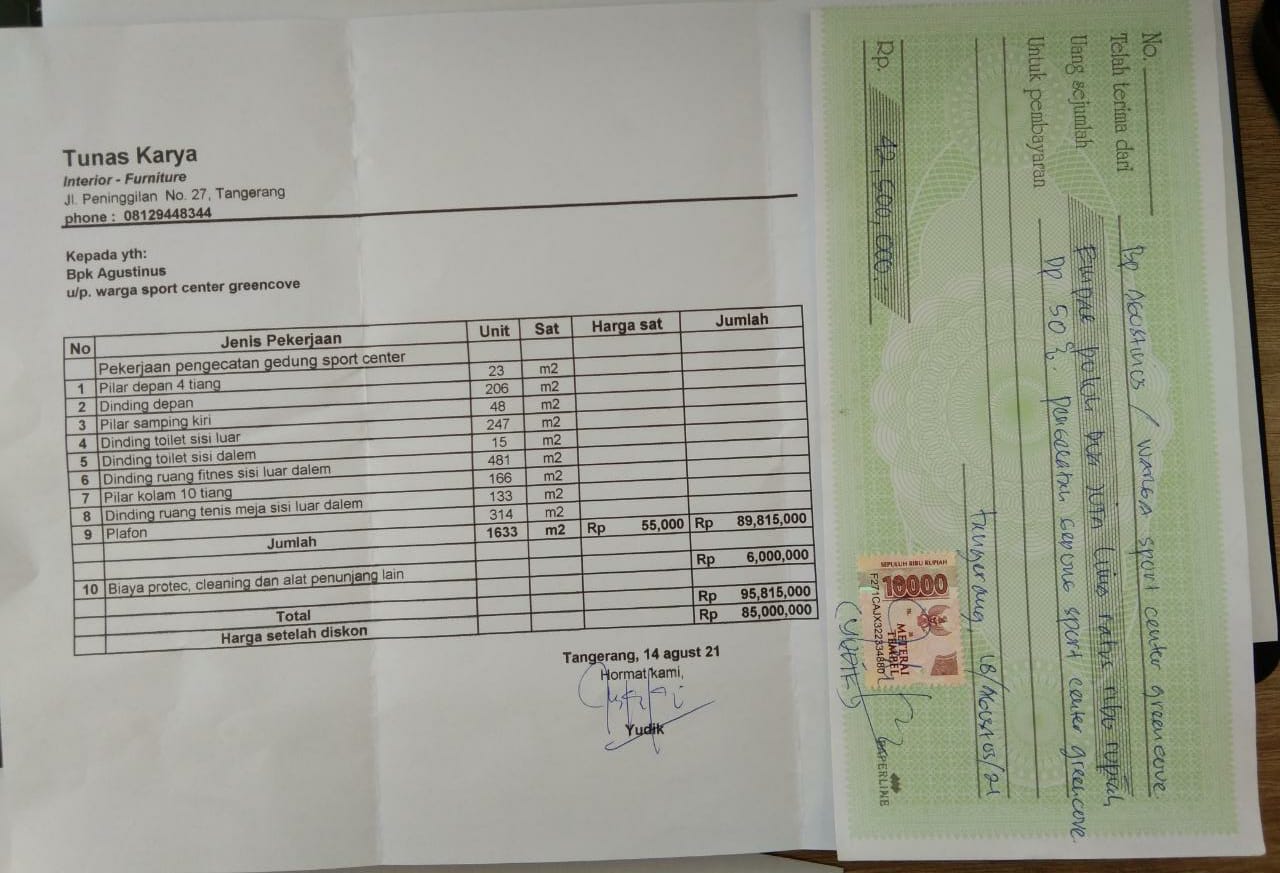 Tunas Karya
Interior - Furniture
Jl. Peninggilan No. 27, Tangerang
phone : 08129448344
Kepada yth:
Bpk Agustinus
u/p. warga sport center greencove
No Jenis Pekerjaan Unit Sat Harga sat Jumlah
Pekerjaan pengecatan gedung sport center
1 Pilar depan 4 tiang 23 m2
2 Dinding depan 206 m2
3 Pilar samping kiri 48 m2
4 Dinding toilet sisi luar 247 m2
5 Dinding toilet sisi dalem 15 m2
6 Dinding ruang fitnes sisi luar dalem 481 m2
7 Pilar kolam 10 tiang 166 m2
8 Dinding ruang tenis meja sisi luar dalem 133 m2
9 Plafon 314 m2
Jumlah 1633 m2 Rp 55,000 Rp 89,815,000
10 Biaya protec, cleaning dan alat penunjang lain Rp 6,000,000
Total Rp 95,815,000
Harga setelah diskon Rp 85,000,000
Tangerang, 14 agust 21
Hormat kami,
Yudik
No.
Telah terima dari Bp Agustinus / warga sport center greencove.
Uang sejumlah Empat puluh dua juta lima ratus ribu rupiah
Untuk pembayaran DP 50%. pengecatan gedung sport center greencove
Tangerang, 18/Agustus/21
Rp. 42,500,000.
SEPULUH RIBU RUPIAH
10000
METERAI
TEMPEL
F271CAJX322334880
(YUDIK)
PAPERLINE